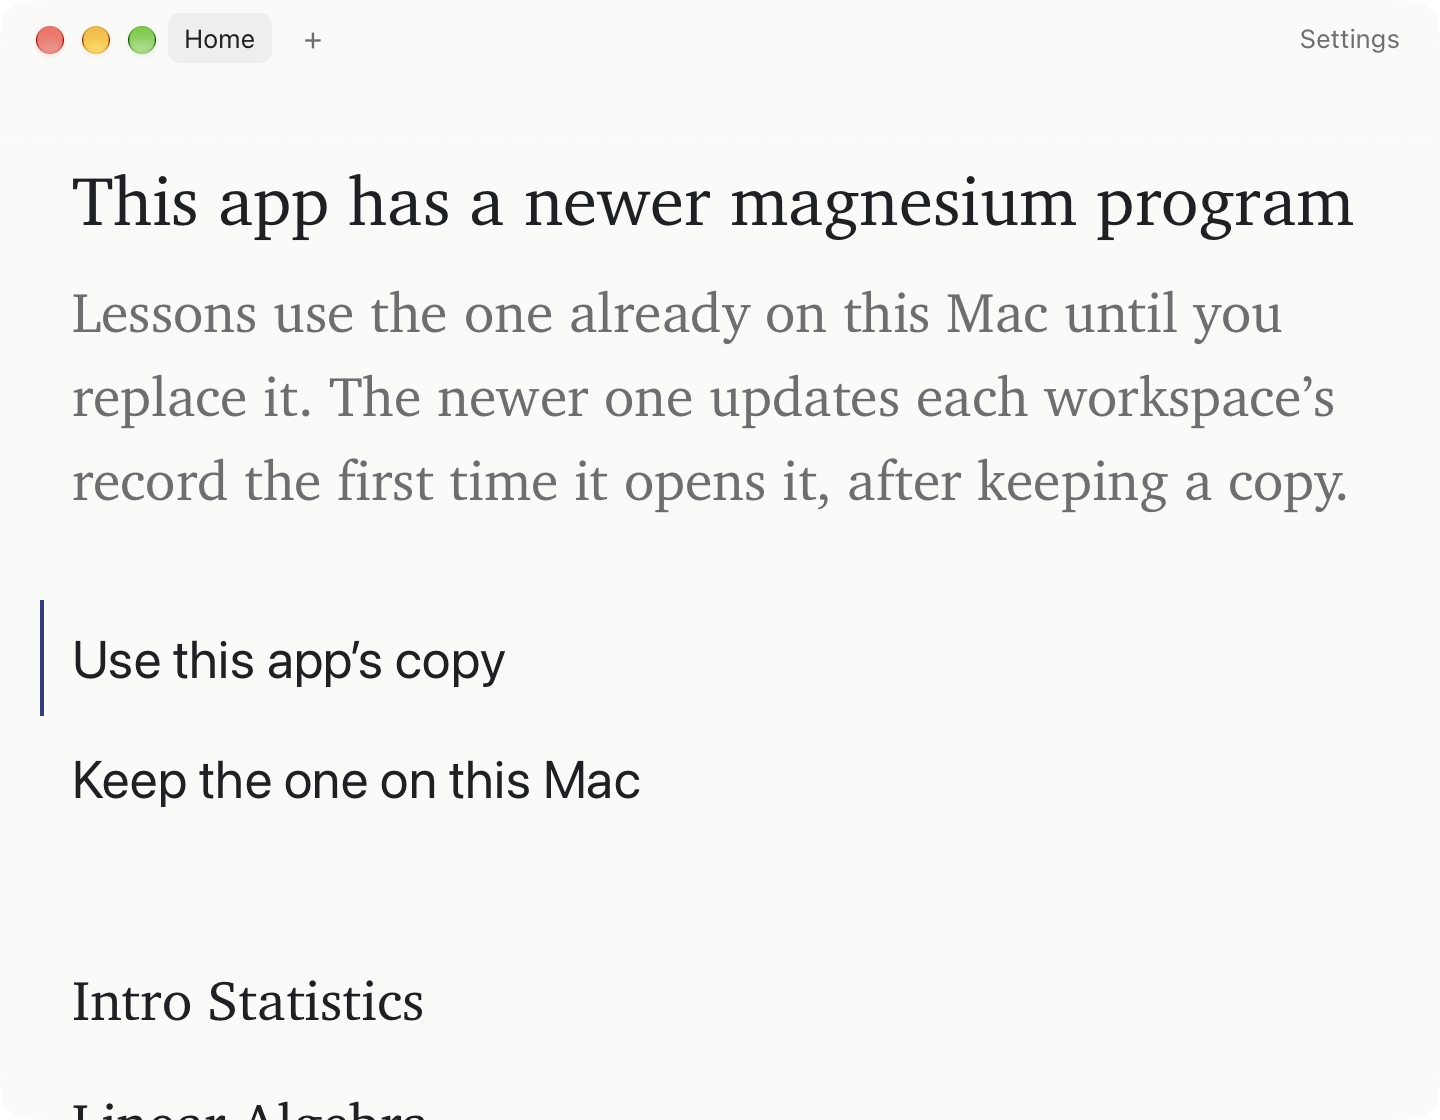 Home + Settings
This app has a newer magnesium program
Lessons use the one already on this Mac until you
replace it. The newer one updates each workspace’s
record the first time it opens it, after keeping a copy.
Use this app’s copy
Keep the one on this Mac
Intro Statistics
Linear Algebra